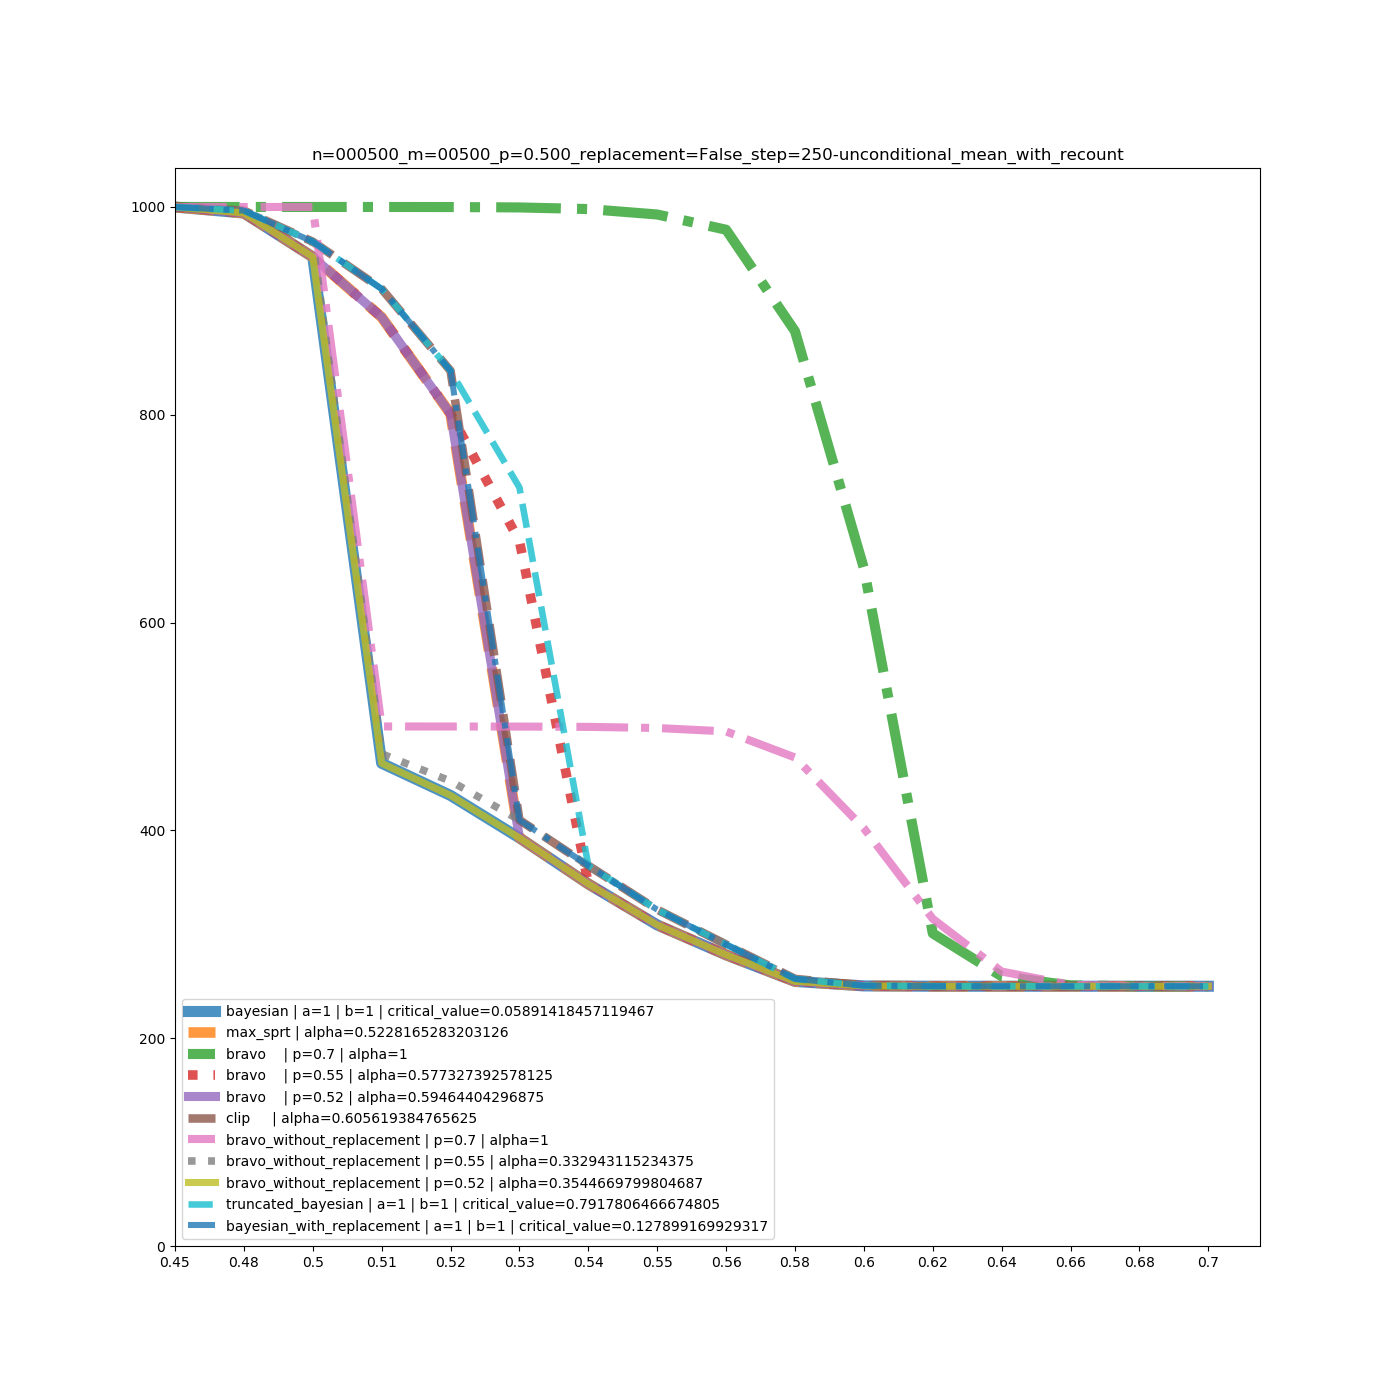 n=000500_m=00500_p=0.500_replacement=False_step=250-unconditional_mean_with_recount
1000
800
600
400
200
0
bayesian | a=1 | b=1 | critical_value=0.05891418457119467
max_sprt | alpha=0.5228165283203126
bravo | p=0.7 | alpha=1
bravo | p=0.55 | alpha=0.577327392578125
bravo | p=0.52 | alpha=0.59464404296875
clip | alpha=0.605619384765625
bravo_without_replacement | p=0.7 | alpha=1
bravo_without_replacement | p=0.55 | alpha=0.332943115234375
bravo_without_replacement | p=0.52 | alpha=0.3544669799804687
truncated_bayesian | a=1 | b=1 | critical_value=0.7917806466674805
bayesian_with_replacement | a=1 | b=1 | critical_value=0.127899169929317
0.45 0.48 0.5 0.51 0.52 0.53 0.54 0.55 0.56 0.58 0.6 0.62 0.64 0.66 0.68 0.7